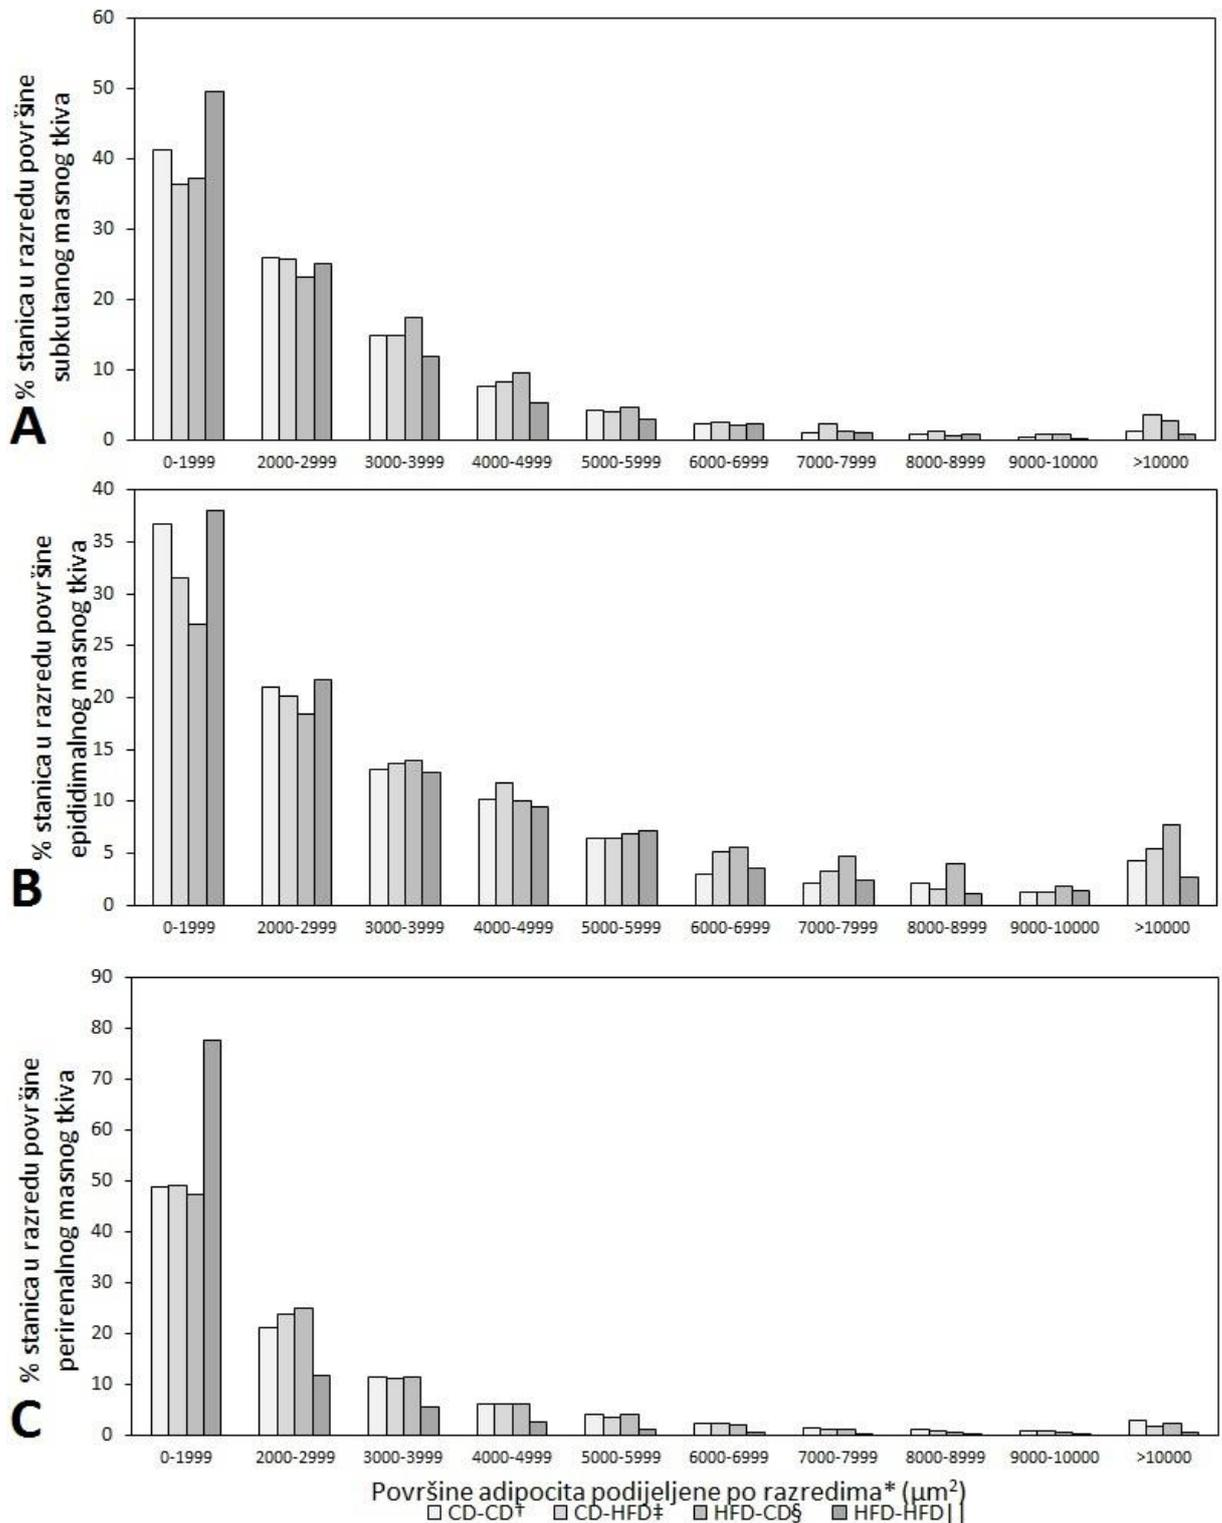 60
50
40
30
20
10
0
% stanica u razredu površine
subkutanog masnog tkiva
A
0-1999 2000-2999 3000-3999 4000-4999 5000-5999 6000-6999 7000-7999 8000-8999 9000-10000 >10000
40
35
30
25
20
15
10
5
0
% stanica u razredu površine
epididimalnog masnog tkiva
B
0-1999 2000-2999 3000-3999 4000-4999 5000-5999 6000-6999 7000-7999 8000-8999 9000-10000 >10000
90
80
70
60
50
40
30
20
10
0
% stanica u razredu površine
perirenalnog masnog tkiva
C
0-1999 2000-2999 3000-3999 4000-4999 5000-5999 6000-6999 7000-7999 8000-8999 9000-10000 >10000
Površine adipocita podijeljene po razredima* (μm²)
CD-CD† CD-HFD‡ HFD-CD§ HFD-HFD||